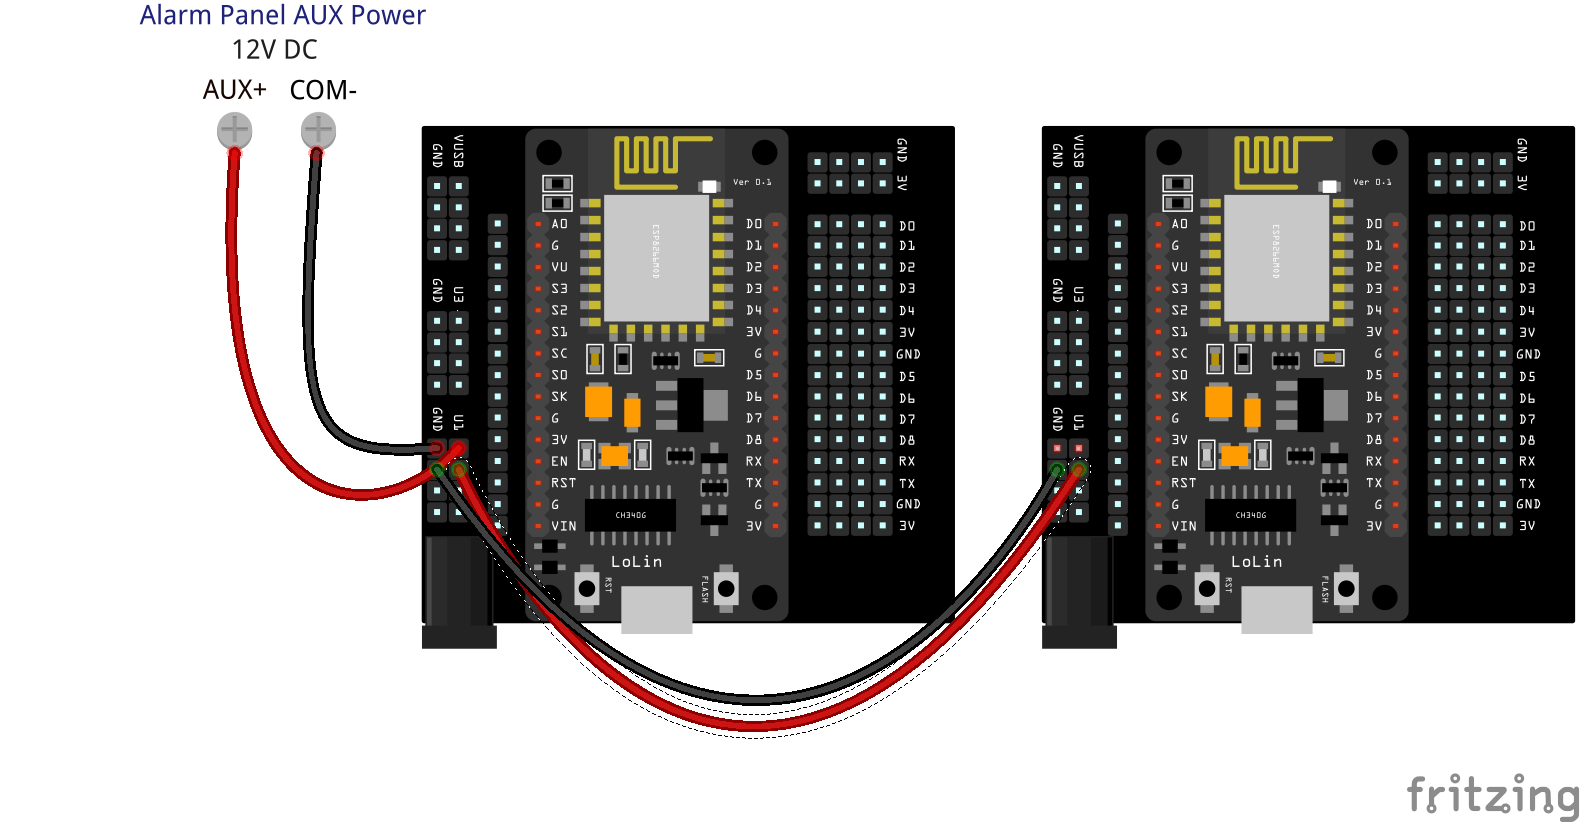 Alarm Panel AUX Power
12V DC
AUX+ COM-
GND VUSB
GND U3
GND U1
A0
G
VU
S3
S2
S1
SC
SO
SK
G
3V
EN
RST
G
VIN
Ver 0.1
ESP8266MOD
D0
D1
D2
D3
D4
3V
G
D5
D6
D7
D8
RX
TX
G
3V
CH340G
LoLin
RST
FLASH
GND
3V
D0
D1
D2
D3
D4
3V
GND
D5
D6
D7
D8
RX
TX
GND
3V
GND VUSB
GND U3
GND U1
A0
G
VU
S3
S2
S1
SC
SO
SK
G
3V
EN
RST
G
VIN
Ver 0.1
ESP8266MOD
D0
D1
D2
D3
D4
3V
G
D5
D6
D7
D8
RX
TX
G
3V
CH340G
LoLin
RST
FLASH
GND
3V
D0
D1
D2
D3
D4
3V
GND
D5
D6
D7
D8
RX
TX
GND
3V
fritzing